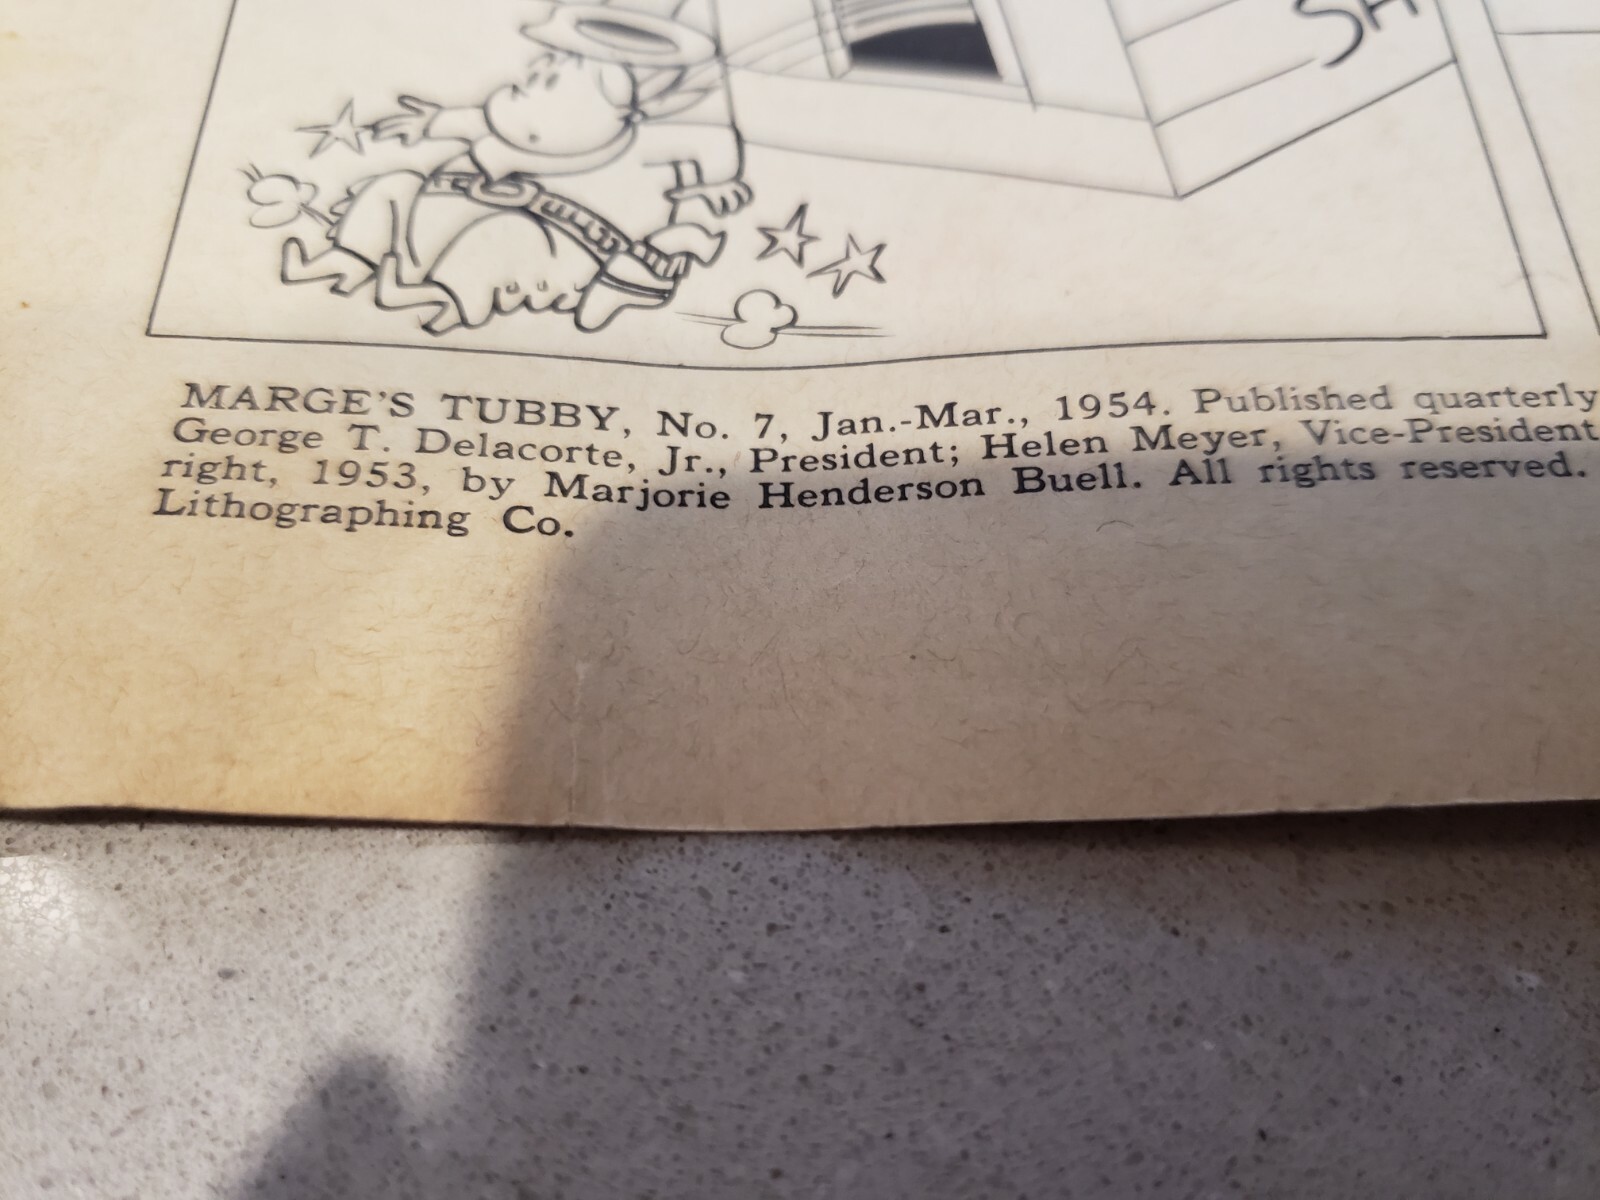 SH
MARGE'S TUBBY, No. 7, Jan.-Mar., 1954. Published quarterly
George T. Delacorte, Jr., President; Helen Meyer, Vice-President
right, 1953, by Marjorie Henderson Buell. All rights reserved.
Lithographing Co.